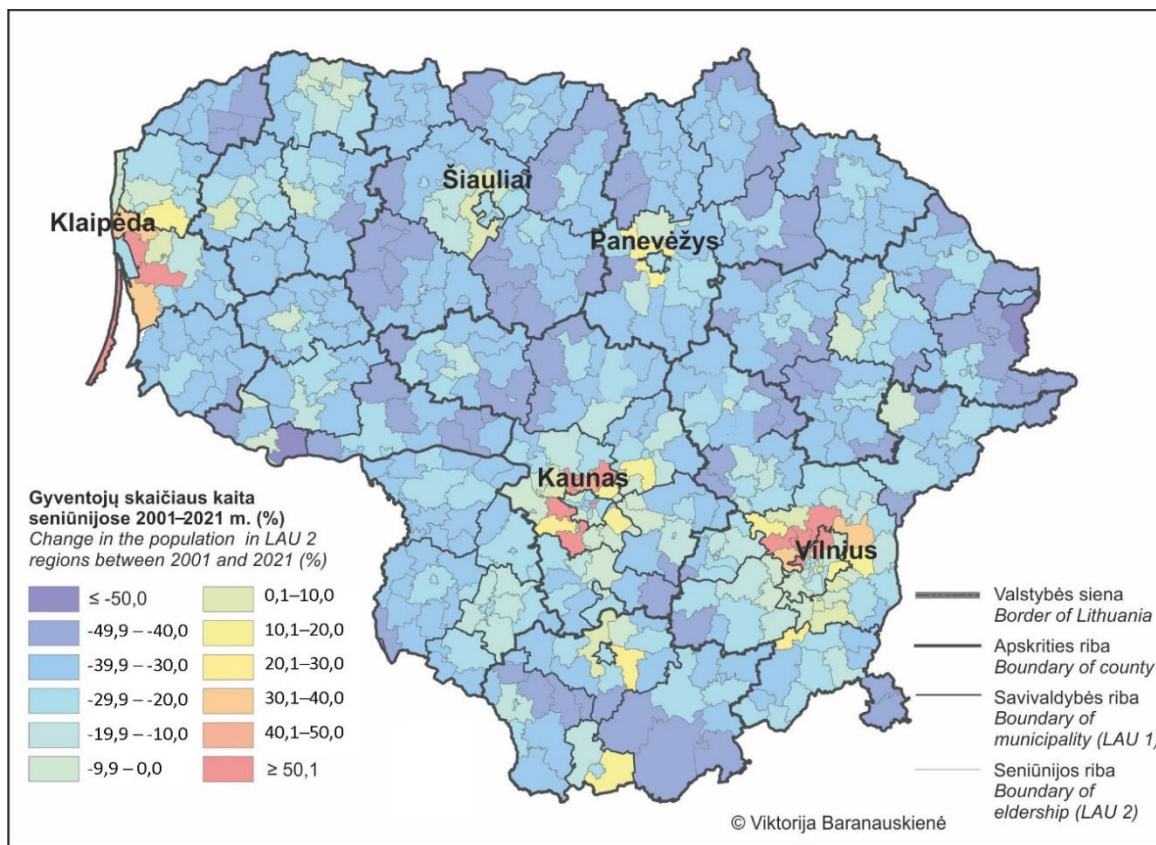 Šiauliai
Klaipėda
Panevėžys
Kaunas
Vilnius
Gyventojų skaičiaus kaita
seniūnijose 2001–2021 m. (%)
Change in the population in LAU 2
regions between 2001 and 2021 (%)
≤ -50,0
-49,9 – -40,0
-39,9 – -30,0
-29,9 – -20,0
-19,9 – -10,0
-9,9 – 0,0
0,1–10,0
10,1–20,0
20,1–30,0
30,1–40,0
40,1–50,0
≥ 50,1
Valstybės siena
Border of Lithuania
Apskrities riba
Boundary of county
Savivaldybės riba
Boundary of
municipality (LAU 1)
Seniūnijos riba
Boundary of
eldership (LAU 2)
© Viktorija Baranauskienė